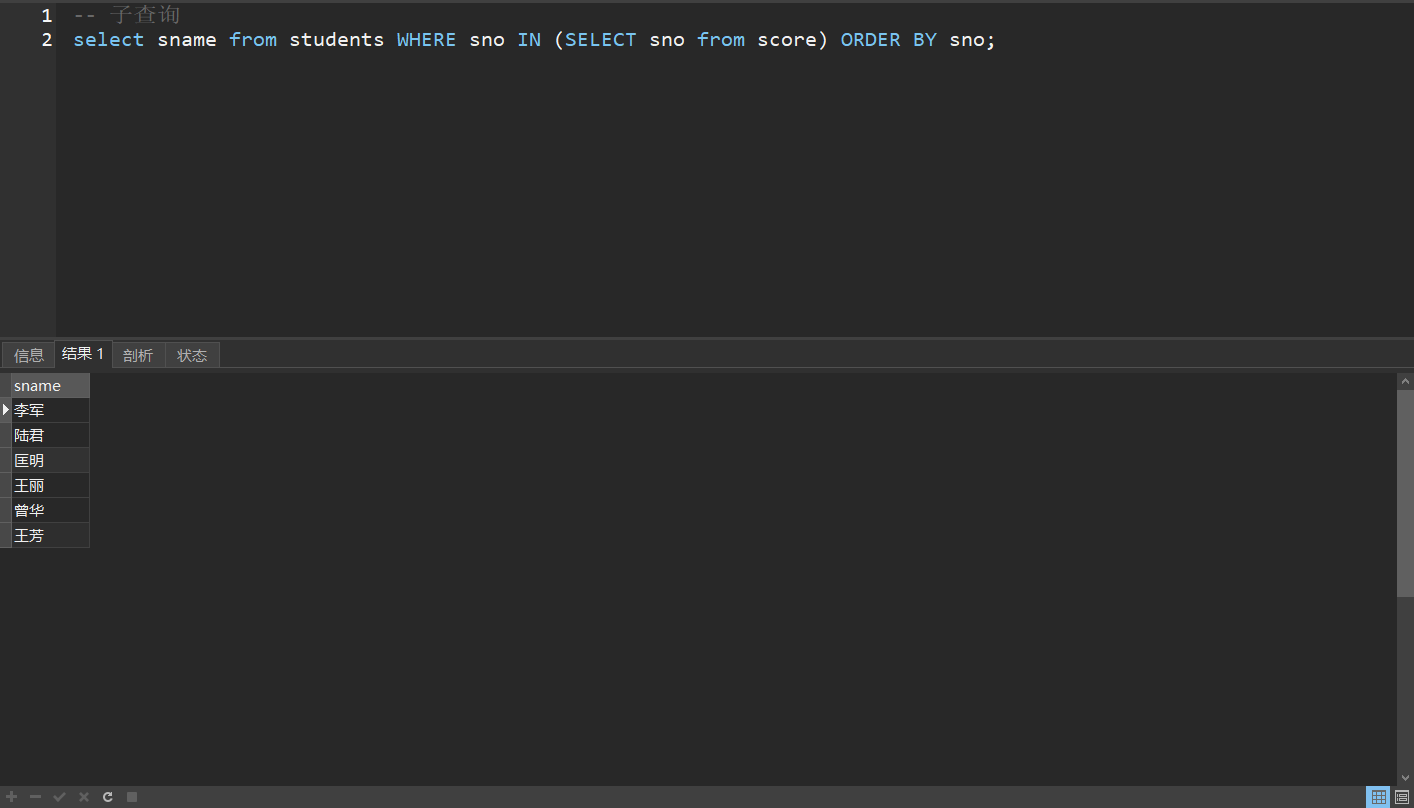 1 -- 子查询
2 select sname from students WHERE sno IN (SELECT sno from score) ORDER BY sno;
信息 结果 1 剖析 状态
sname
李军
陆君
匡明
王丽
曾华
王芳